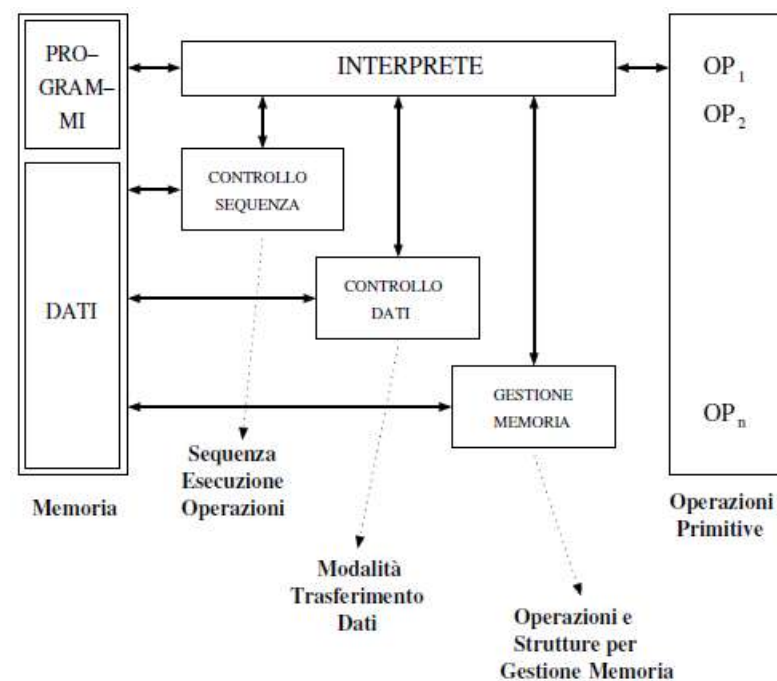 PRO–
GRAM–
MI
INTERPRETE
OP1
OP2
CONTROLLO
SEQUENZA
DATI
CONTROLLO
DATI
GESTIONE
MEMORIA
OPn
Memoria
Sequenza
Esecuzione
Operazioni
Operazioni
Primitive
Modalità
Trasferimento
Dati
Operazioni e
Strutture per
Gestione Memoria